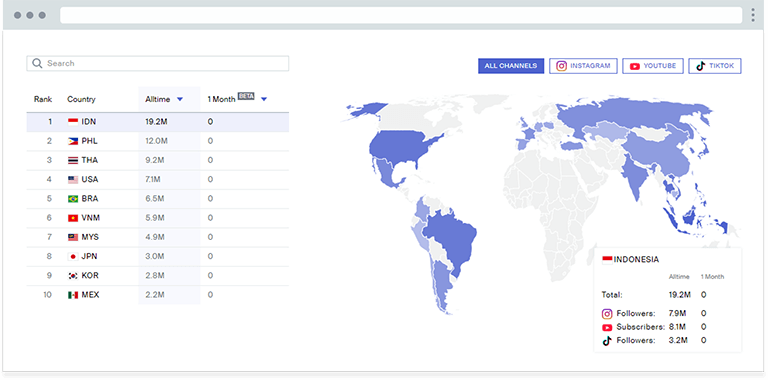 Search
ALL CHANNELS INSTAGRAM YOUTUBE TIKTOK
Rank Country Alltime 1 Month BETA
1 IDN 19.2M 0
2 PHL 12.0M 0
3 THA 9.2M 0
4 USA 7.1M 0
5 BRA 6.5M 0
6 VNM 5.9M 0
7 MYS 4.9M 0
8 JPN 3.0M 0
9 KOR 2.8M 0
10 MEX 2.2M 0
INDONESIA
Alltime 1 Month
Total: 19.2M 0
Followers: 7.9M 0
Subscribers: 8.1M 0
Followers: 3.2M 0